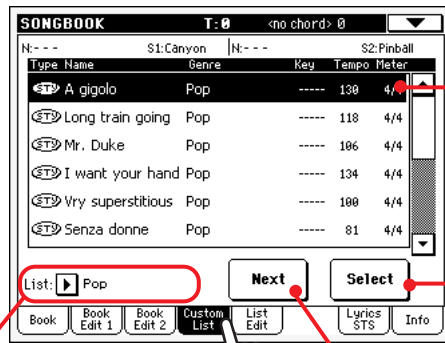 SONGBOOK T:0 <no chord> 0
N:--- S1:Canyon N:--- S2:Pinball
Type Name Genre Key Tempo Meter
STY A gigolo Pop ----- 130 4/4
STY Long train going Pop ----- 118 4/4
STY Mr. Duke Pop ----- 106 4/4
STY I want your hand Pop ----- 134 4/4
STY Vry superstitious Pop ----- 100 4/4
STY Senza donne Pop ----- 81 4/4
List: Pop Next Select
Book Book Edit 1 Book Edit 2 Custom List List Edit Lyrics STS Info